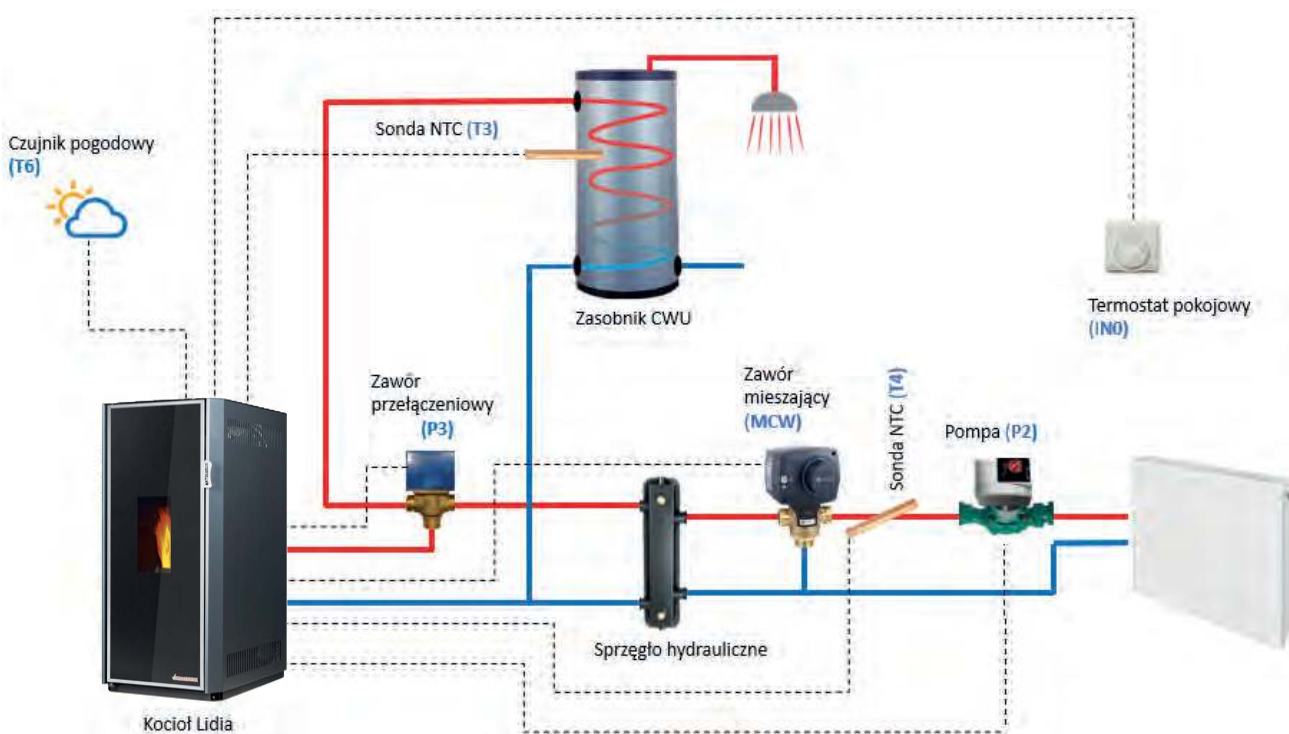 Sonda NTC (T3)
Czujnik pogodowy
(T6)
Zasobnik CWU
Termostat pokojowy
(IN0)
Zawór
przełączeniowy
(P3)
Zawór
mieszający
(MCW)
Sonda NTC (T4)
Pompa (P2)
Sprzęgło hydrauliczne
Kocioł Lidia